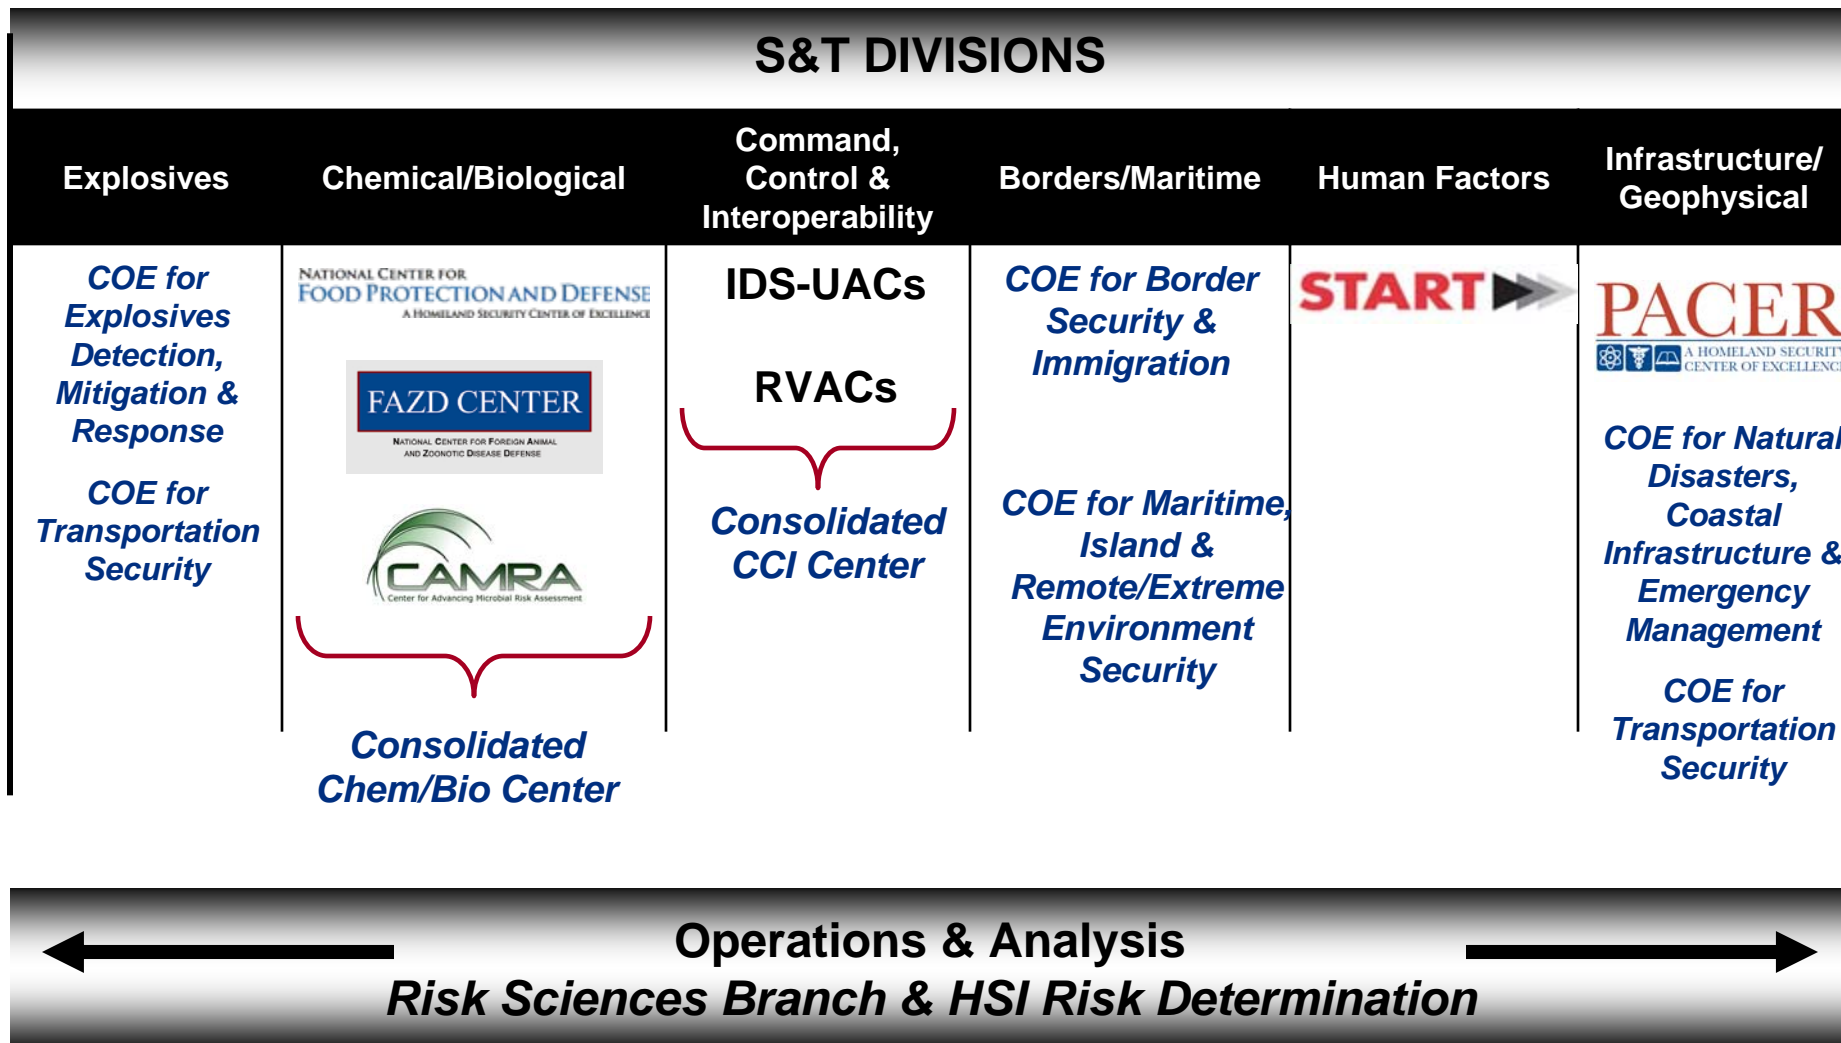 S&T DIVISIONS
Explosives
Chemical/Biological
Command,
Control &
Interoperability
Borders/Maritime
Human Factors
Infrastructure/
Geophysical
COE for
Explosives
Detection,
Mitigation &
Response
COE for
Transportation
Security
NATIONAL CENTER FOR
FOOD PROTECTION AND DEFENSE
A HOMELAND SECURITY CENTER OF EXCELLENCE
FAZD CENTER
NATIONAL CENTER FOR FOREIGN ANIMAL
AND ZOONOTIC DISEASE DEFENSE
CAMRA
Center for Advancing Microbial Risk Assessment
Consolidated
Chem/Bio Center
IDS-UACs
RVACs
Consolidated
CCI Center
COE for Border
Security &
Immigration
COE for Maritime,
Island &
Remote/Extreme
Environment
Security
START
PACER
A HOMELAND SECURITY
CENTER OF EXCELLENCE
COE for Natural
Disasters,
Coastal
Infrastructure &
Emergency
Management
COE for
Transportation
Security
Operations & Analysis
Risk Sciences Branch & HSI Risk Determination